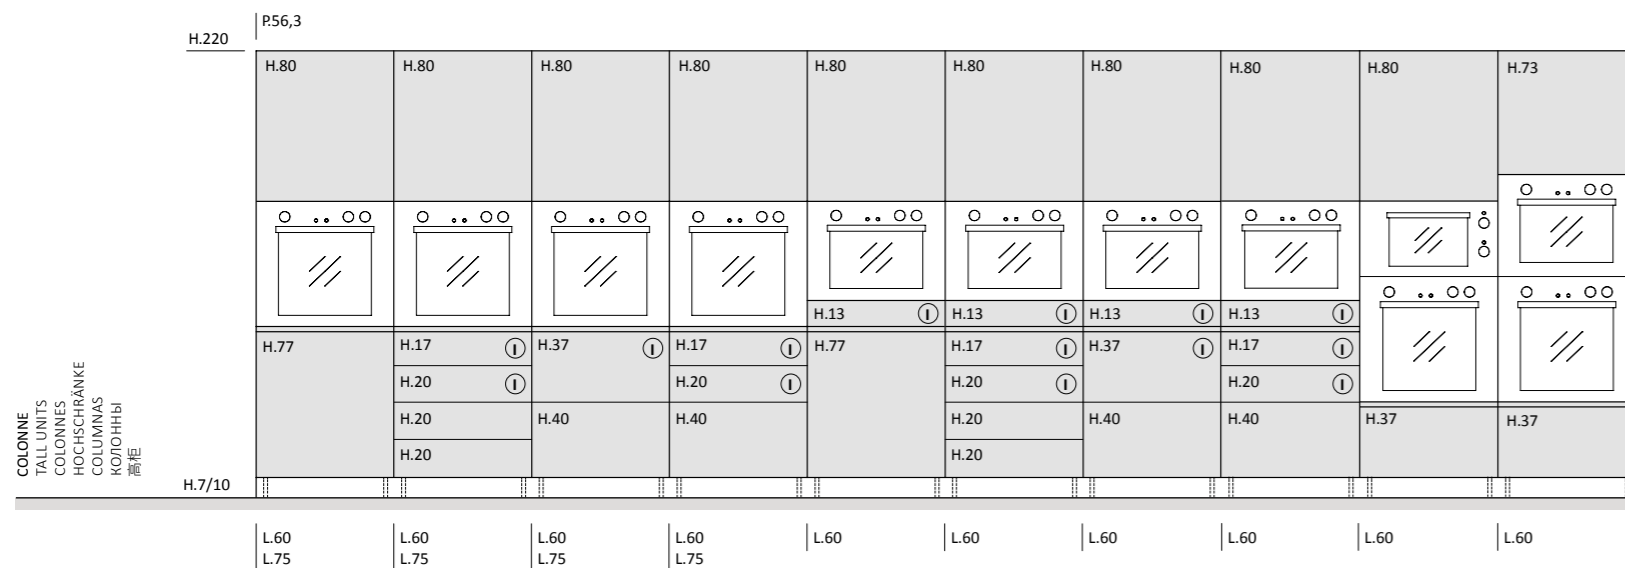 P.56,3
H.220
H.80 H.80 H.80 H.80 H.80 H.80 H.80 H.80 H.80 H.73
H.13 H.13 H.13 H.13
H.77 H.17 H.37 H.17 H.77 H.17 H.37 H.17
H.20 H.20 H.20 H.20
H.20 H.40 H.40 H.20 H.40 H.40 H.37 H.37
H.20 H.20
COLONNE
TALL UNITS
COLONNES
HOCHSCHRÄNKE
COLUMNAS
КОЛОННЫ
高柜
H.7/10
L.60 L.60 L.60 L.60 L.60 L.60 L.60 L.60 L.60 L.60
L.75 L.75 L.75 L.75